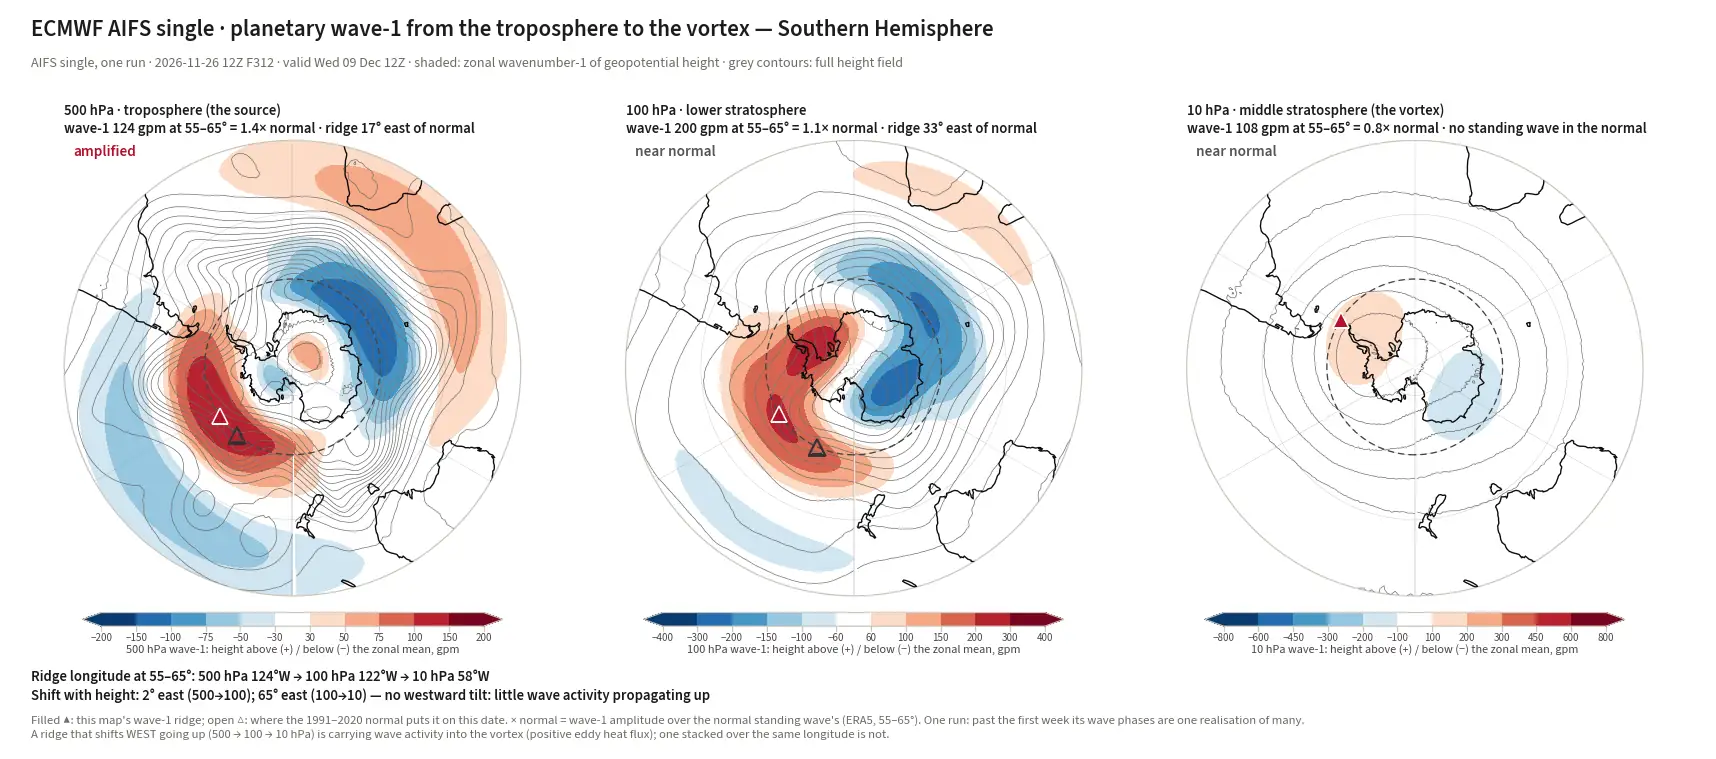 ECMWF AIFS single · planetary wave-1 from the troposphere to the vortex — Southern Hemisphere
AIFS single, one run · 2026-11-26 12Z F312 · valid Wed 09 Dec 12Z · shaded: zonal wavenumber-1 of geopotential height · grey contours: full height field
500 hPa · troposphere (the source)
wave-1 124 gpm at 55–65° = 1.4× normal · ridge 17° east of normal
amplified
100 hPa · lower stratosphere
wave-1 200 gpm at 55–65° = 1.1× normal · ridge 33° east of normal
near normal
10 hPa · middle stratosphere (the vortex)
wave-1 108 gpm at 55–65° = 0.8× normal · no standing wave in the normal
near normal
−200 −150 −100 −75 −50 −30 30 50 75 100 150 200
500 hPa wave-1: height above (+) / below (−) the zonal mean, gpm
−400 −300 −200 −150 −100 −60 60 100 150 200 300 400
100 hPa wave-1: height above (+) / below (−) the zonal mean, gpm
−800 −600 −450 −300 −200 −100 100 200 300 450 600 800
10 hPa wave-1: height above (+) / below (−) the zonal mean, gpm
Ridge longitude at 55–65°: 500 hPa 124°W → 100 hPa 122°W → 10 hPa 58°W
Shift with height: 2° east (500→100); 65° east (100→10) — no westward tilt: little wave activity propagating up
Filled ▲: this map's wave-1 ridge; open △: where the 1991–2020 normal puts it on this date. × normal = wave-1 amplitude over the normal standing wave's (ERA5, 55–65°). One run: past the first week its wave phases are one realisation of many.
A ridge that shifts WEST going up (500 → 100 → 10 hPa) is carrying wave activity into the vortex (positive eddy heat flux); one stacked over the same longitude is not.